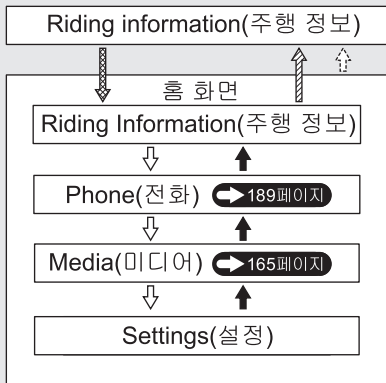 Riding information(주행 정보)
홈 화면
Riding Information(주행 정보)
Phone(전화) 189페이지
Media(미디어) 165페이지
Settings(설정)